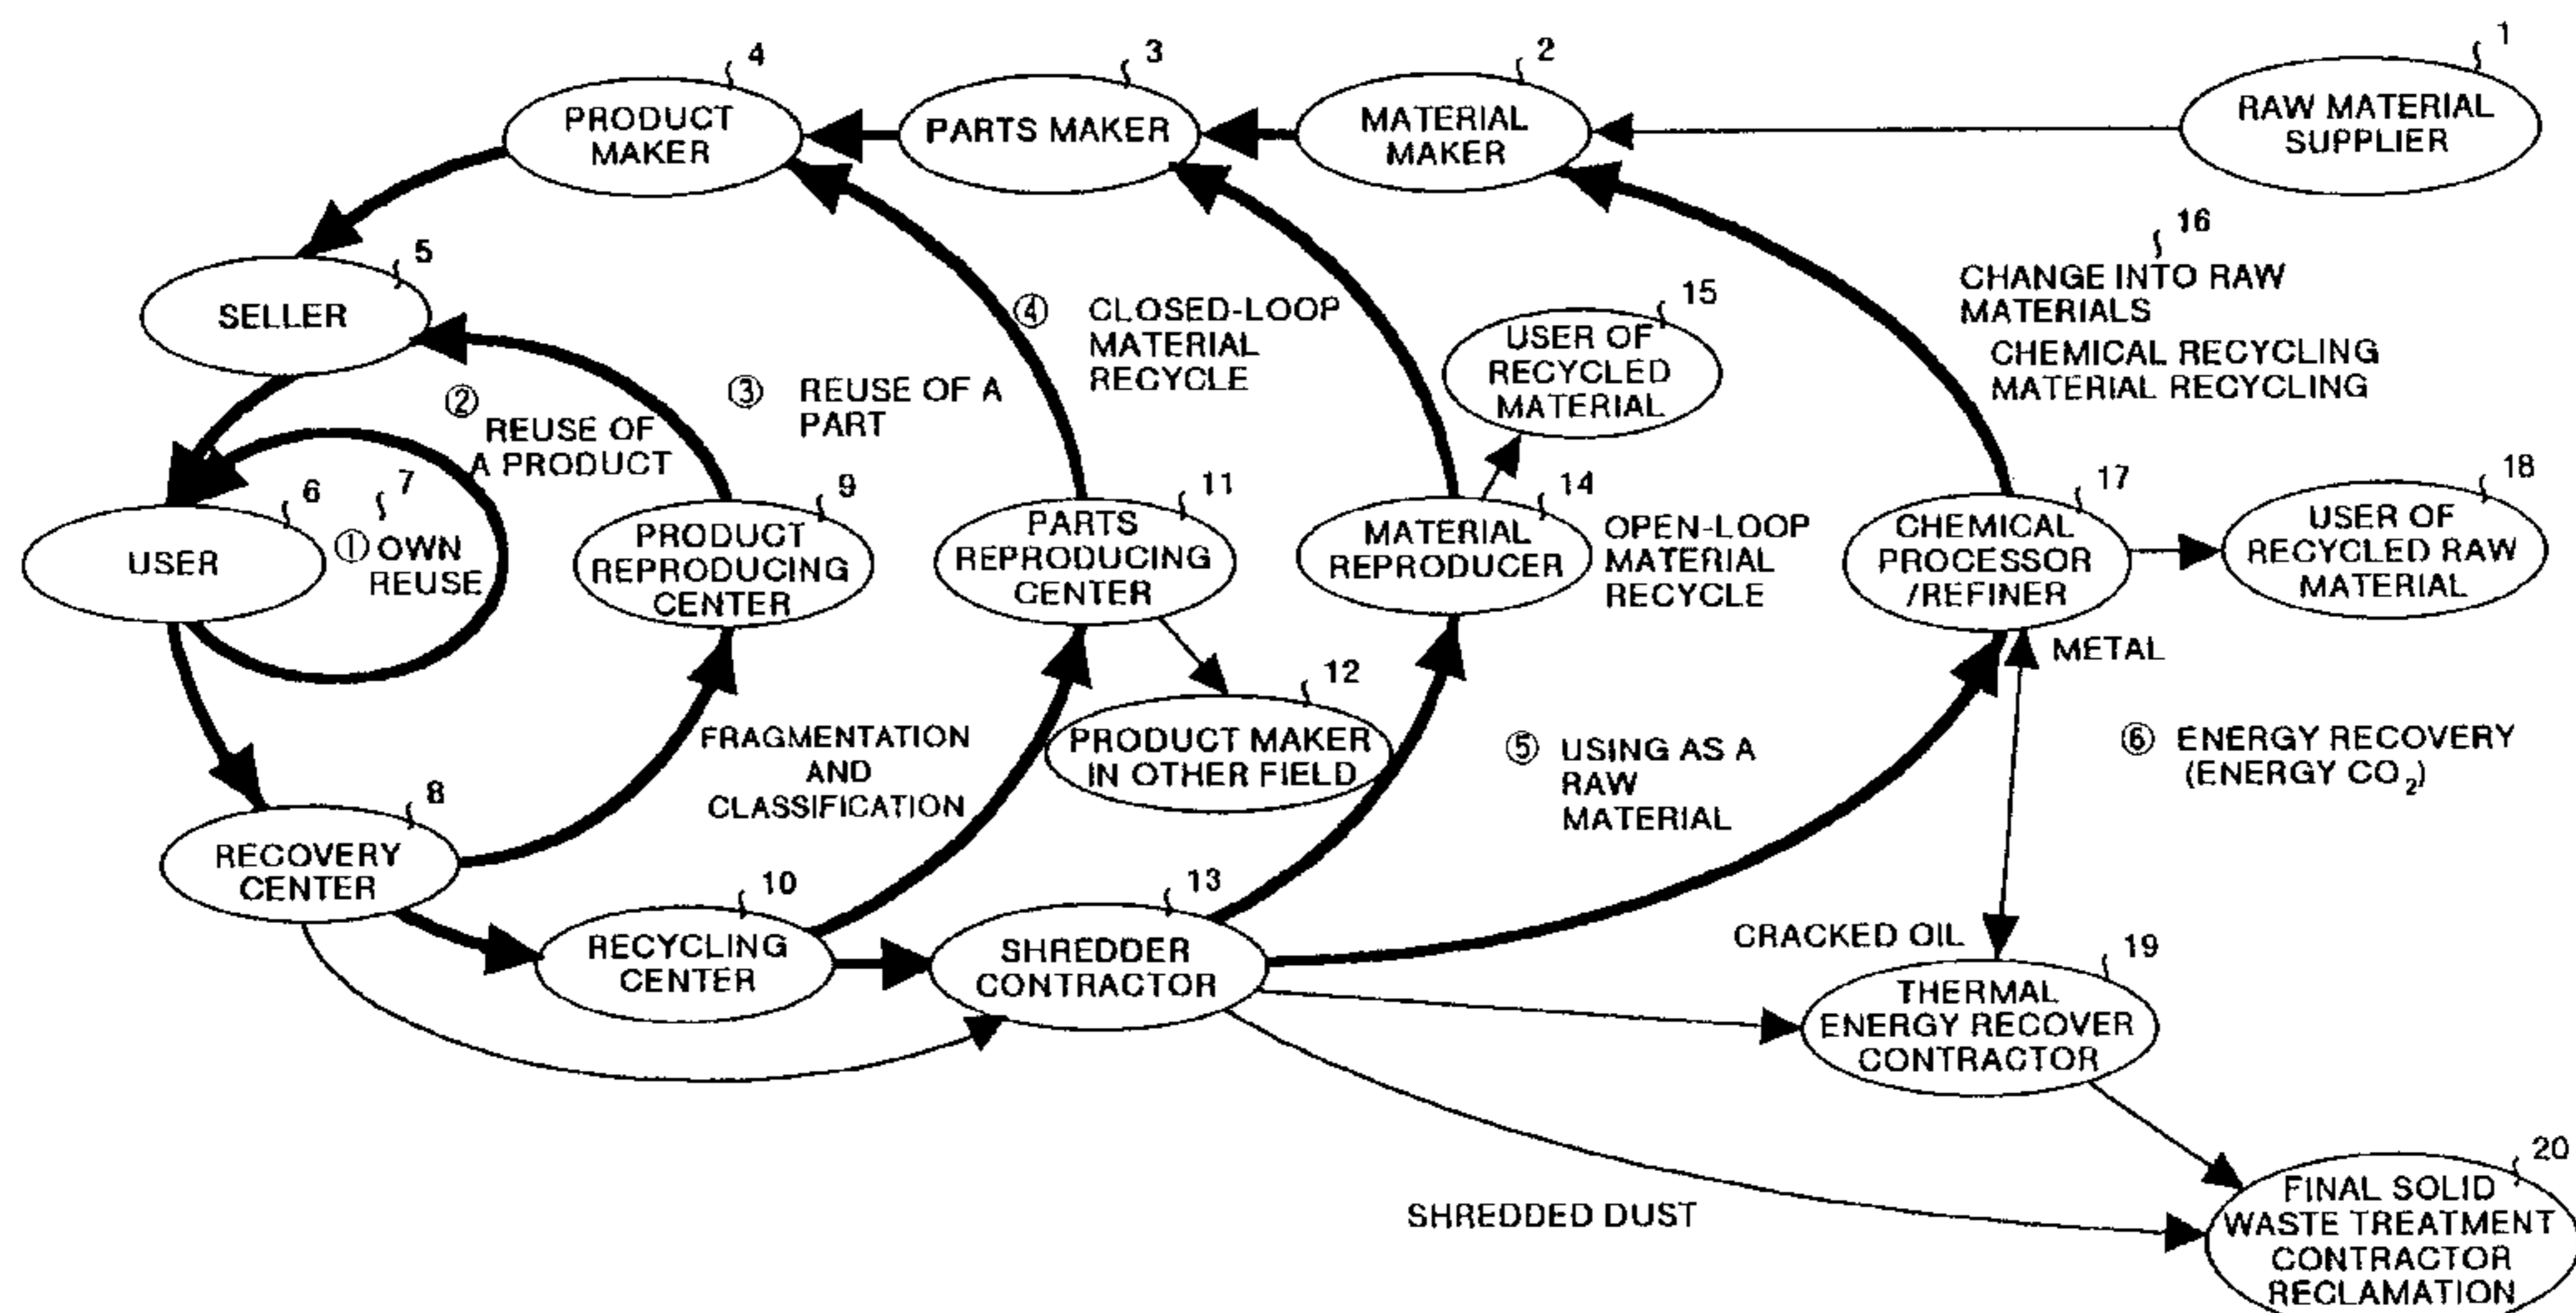 4
3
2
1
PRODUCT
MAKER
PARTS MAKER
MATERIAL
MAKER
RAW MATERIAL
SUPPLIER
5
SELLER
16
CHANGE INTO RAW
MATERIALS
CHEMICAL RECYCLING
MATERIAL RECYCLING
④ CLOSED-LOOP
MATERIAL
RECYCLE
15
USER OF
RECYCLED
MATERIAL
② REUSE OF
A PRODUCT
③ REUSE OF A
PART
6
USER
7
① OWN
REUSE
9
PRODUCT
REPRODUCING
CENTER
11
PARTS
REPRODUCING
CENTER
14
MATERIAL
REPRODUCER
OPEN-LOOP
MATERIAL
RECYCLE
17
CHEMICAL
PROCESSOR
/REFINER
18
USER OF
RECYCLED RAW
MATERIAL
METAL
12
PRODUCT MAKER
IN OTHER FIELD
FRAGMENTATION
AND
CLASSIFICATION
⑤ USING AS A
RAW
MATERIAL
⑥ ENERGY RECOVERY
(ENERGY CO₂)
8
RECOVERY
CENTER
10
RECYCLING
CENTER
13
SHREDDER
CONTRACTOR
CRACKED OIL
19
THERMAL
ENERGY RECOVER
CONTRACTOR
SHREDDED DUST
20
FINAL SOLID
WASTE TREATMENT
CONTRACTOR
RECLAMATION